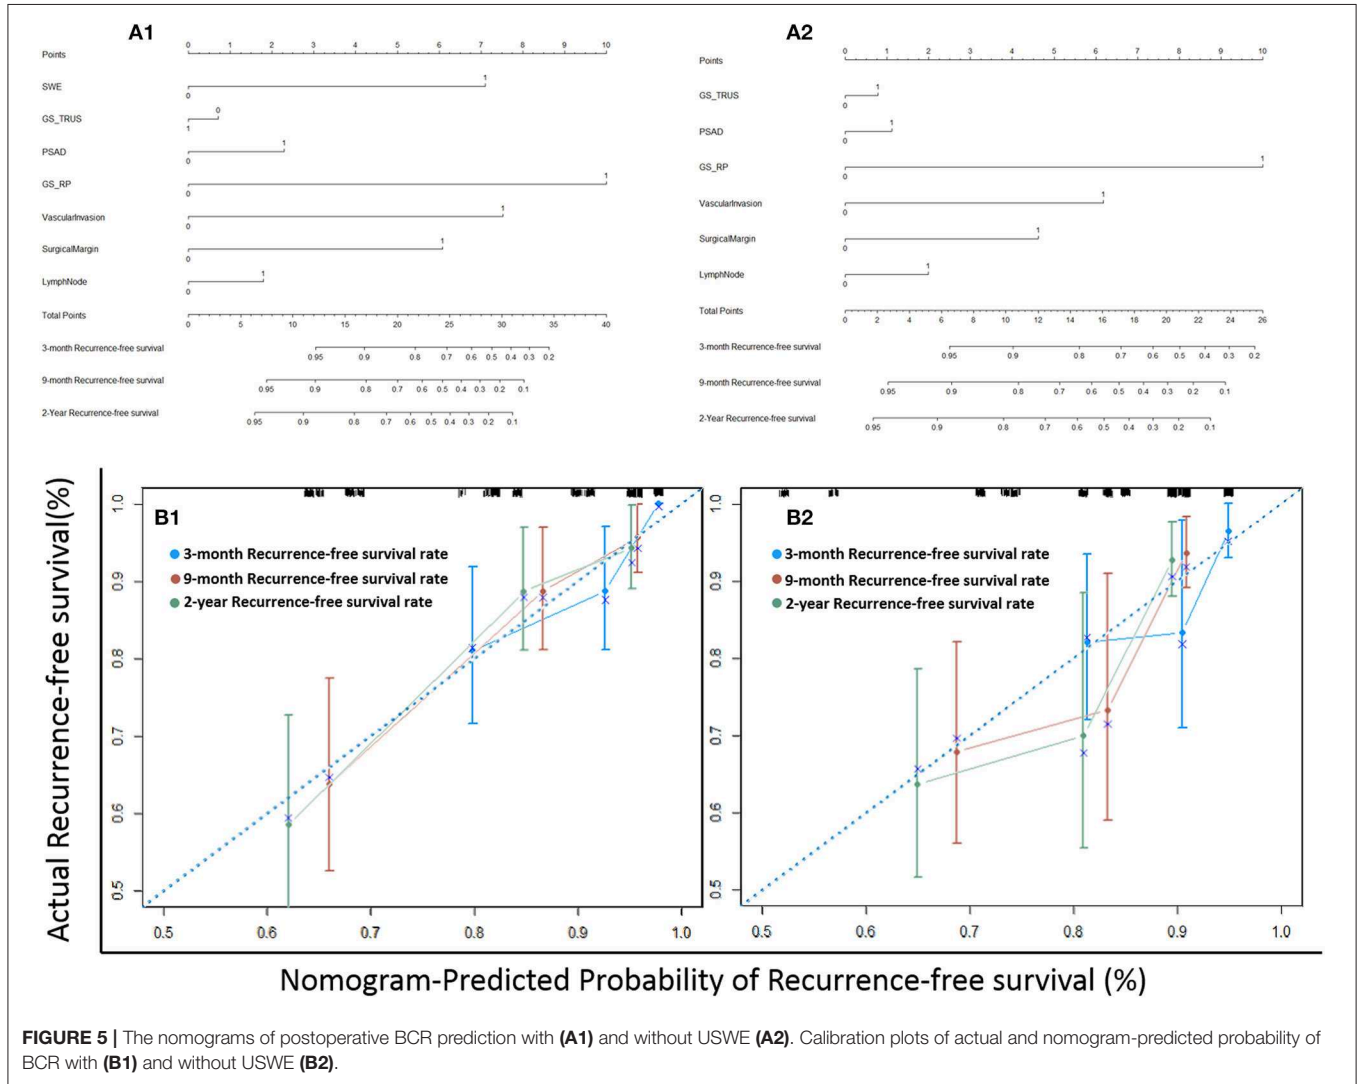 A1
Points
0 1 2 3 4 5 6 7 8 9 10
SWE
0 1
GS_TRUS
1 0
PSAD
0 1
GS_RP
0 1
VascularInvasion
0 1
SurgicalMargin
0 1
LymphNode
0 1
Total Points
0 5 10 15 20 25 30 35 40
3-month Recurrence-free survival
0.95 0.9 0.8 0.7 0.6 0.5 0.4 0.3 0.2
9-month Recurrence-free survival
0.95 0.9 0.8 0.7 0.6 0.5 0.4 0.3 0.2 0.1
2-Year Recurrence-free survival
0.95 0.9 0.8 0.7 0.6 0.5 0.4 0.3 0.2 0.1
A2
Points
0 1 2 3 4 5 6 7 8 9 10
GS_TRUS
0 1
PSAD
0 1
GS_RP
0 1
VascularInvasion
0 1
SurgicalMargin
0 1
LymphNode
0 1
Total Points
0 2 4 6 8 10 12 14 16 18 20 22 24 26
3-month Recurrence-free survival
0.95 0.9 0.8 0.7 0.6 0.5 0.4 0.3 0.2
9-month Recurrence-free survival
0.95 0.9 0.8 0.7 0.6 0.5 0.4 0.3 0.2 0.1
2-Year Recurrence-free survival
0.95 0.9 0.8 0.7 0.6 0.5 0.4 0.3 0.2 0.1
Actual Recurrence-free survival(%)
B1
3-month Recurrence-free survival rate
9-month Recurrence-free survival rate
2-year Recurrence-free survival rate
1.0
0.9
0.8
0.7
0.6
0.5
0.5 0.6 0.7 0.8 0.9 1.0
B2
3-month Recurrence-free survival rate
9-month Recurrence-free survival rate
2-year Recurrence-free survival rate
1.0
0.9
0.8
0.7
0.6
0.5
0.5 0.6 0.7 0.8 0.9 1.0
Nomogram-Predicted Probability of Recurrence-free survival (%)
FIGURE 5 | The nomograms of postoperative BCR prediction with (A1) and without USWE (A2). Calibration plots of actual and nomogram-predicted probability of
BCR with (B1) and without USWE (B2).